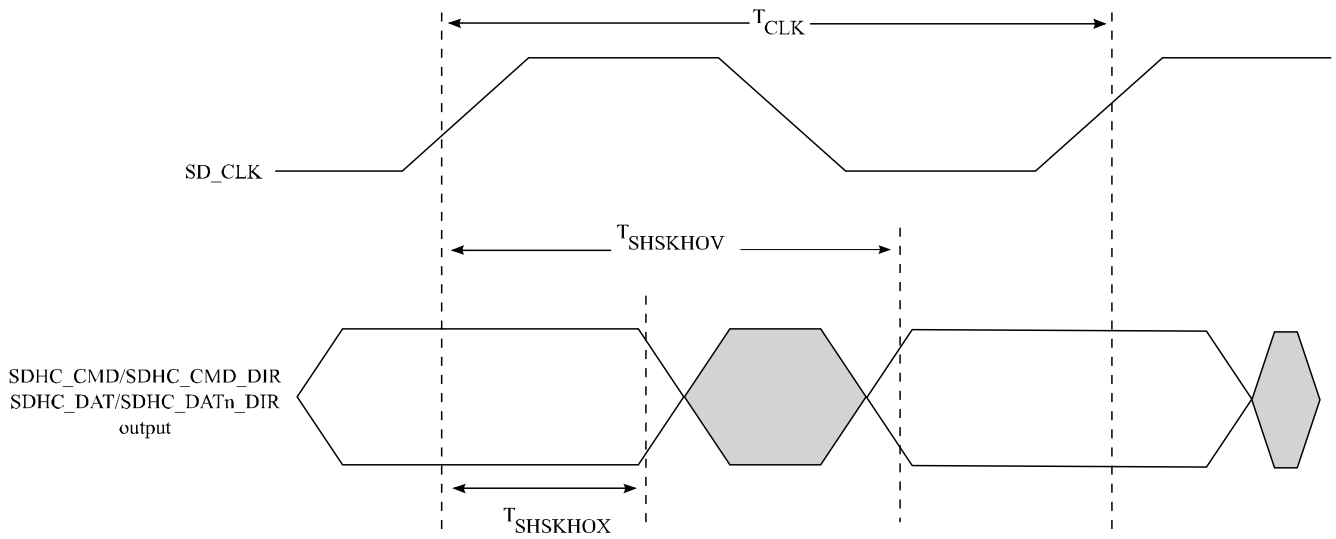 TCLK
SD_CLK
TSHSKHOV
SDHC_CMD/SDHC_CMD_DIR
SDHC_DAT/SDHC_DATn_DIR
output
TSHSKHOX